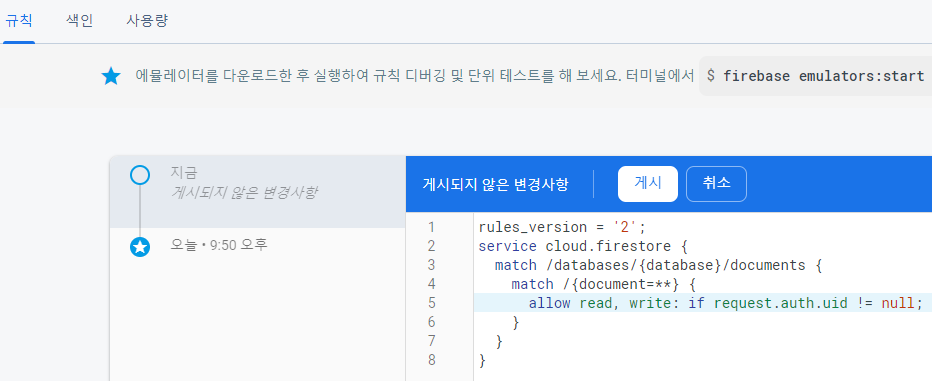 규칙 색인 사용량
에뮬레이터를 다운로드한 후 실행하여 규칙 디버깅 및 단위 테스트를 해 보세요. 터미널에서 $ firebase emulators:start
지금
게시되지 않은 변경사항
오늘 • 9:50 오후
게시되지 않은 변경사항 게시 취소
1 rules_version = '2';
2 service cloud.firestore {
3   match /databases/{database}/documents {
4     match /{document=**} {
5       allow read, write: if request.auth.uid != null;
6     }
7   }
8 }